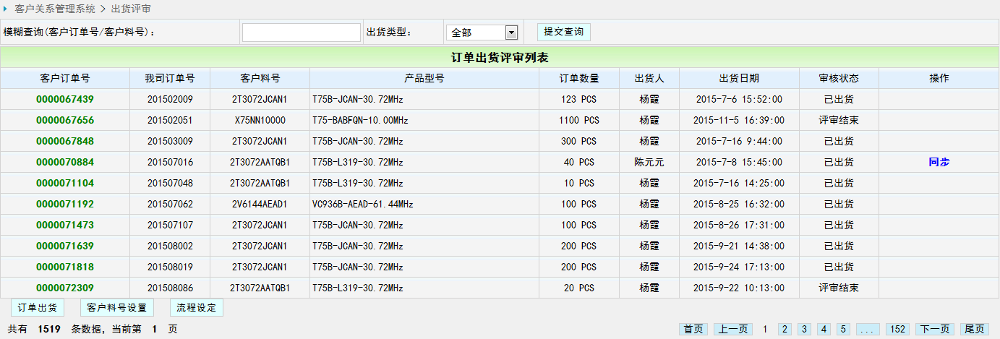 客户关系管理系统 > 出货评审
模糊查询(客户订单号/客户料号): 出货类型: 全部 提交查询
订单出货评审列表
客户订单号 我司订单号 客户料号 产品型号 订单数量 出货人 出货日期 审核状态 操作
0000067439 201502009 2T3072JCAN1 T75B-JCAN-30.72MHz 123 PCS 杨霞 2015-7-6 15:52:00 已出货
0000067656 201502051 X75NN10000 T75-BABFQN-10.00MHz 1100 PCS 杨霞 2015-11-5 16:39:00 评审结束
0000067848 201503009 2T3072JCAN1 T75B-JCAN-30.72MHz 300 PCS 杨霞 2015-7-16 9:44:00 已出货
0000070884 201507016 2T3072AATQB1 T75B-L319-30.72MHz 40 PCS 陈元元 2015-7-8 15:45:00 已出货 同步
0000071104 201507048 2T3072AATQB1 T75B-L319-30.72MHz 10 PCS 杨霞 2015-7-16 14:25:00 已出货
0000071192 201507062 2V6144AEAD1 VC936B-AEAD-61.44MHz 100 PCS 杨霞 2015-8-25 16:32:00 已出货
0000071473 201507107 2T3072JCAN1 T75B-JCAN-30.72MHz 100 PCS 杨霞 2015-8-26 17:31:00 已出货
0000071639 201508002 2T3072JCAN1 T75B-JCAN-30.72MHz 200 PCS 杨霞 2015-9-21 14:38:00 已出货
0000071818 201508019 2T3072JCAN1 T75B-JCAN-30.72MHz 200 PCS 杨霞 2015-9-24 17:13:00 已出货
0000072309 201508086 2T3072AATQB1 T75B-L319-30.72MHz 20 PCS 杨霞 2015-9-22 10:13:00 评审结束
订单出货 客户料号设置 流程设定
共有 1519 条数据, 当前第 1 页 首页 上一页 1 2 3 4 5 ... 152 下一页 尾页